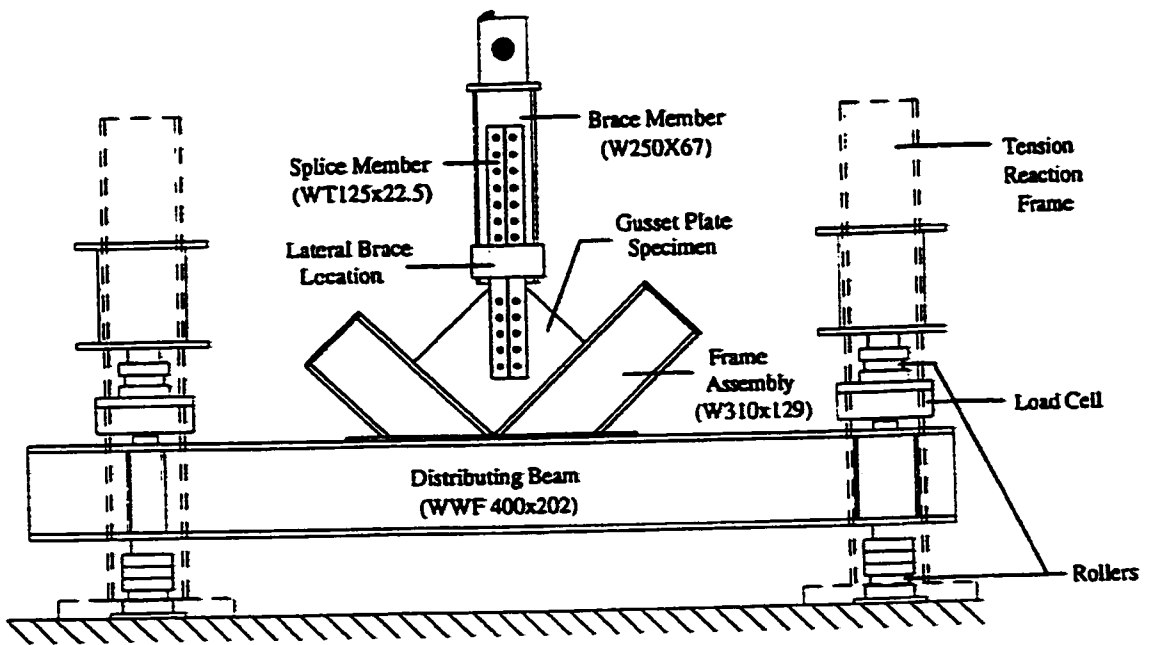 Brace Member
(W250X67)
Splice Member
(WT125x22.5)
Tension
Reaction
Frame
Gusset Plate
Specimen
Lateral Brace
Location
Frame
Assembly
(W310x129)
Load Cell
Distributing Beam
(WWF 400x202)
Rollers